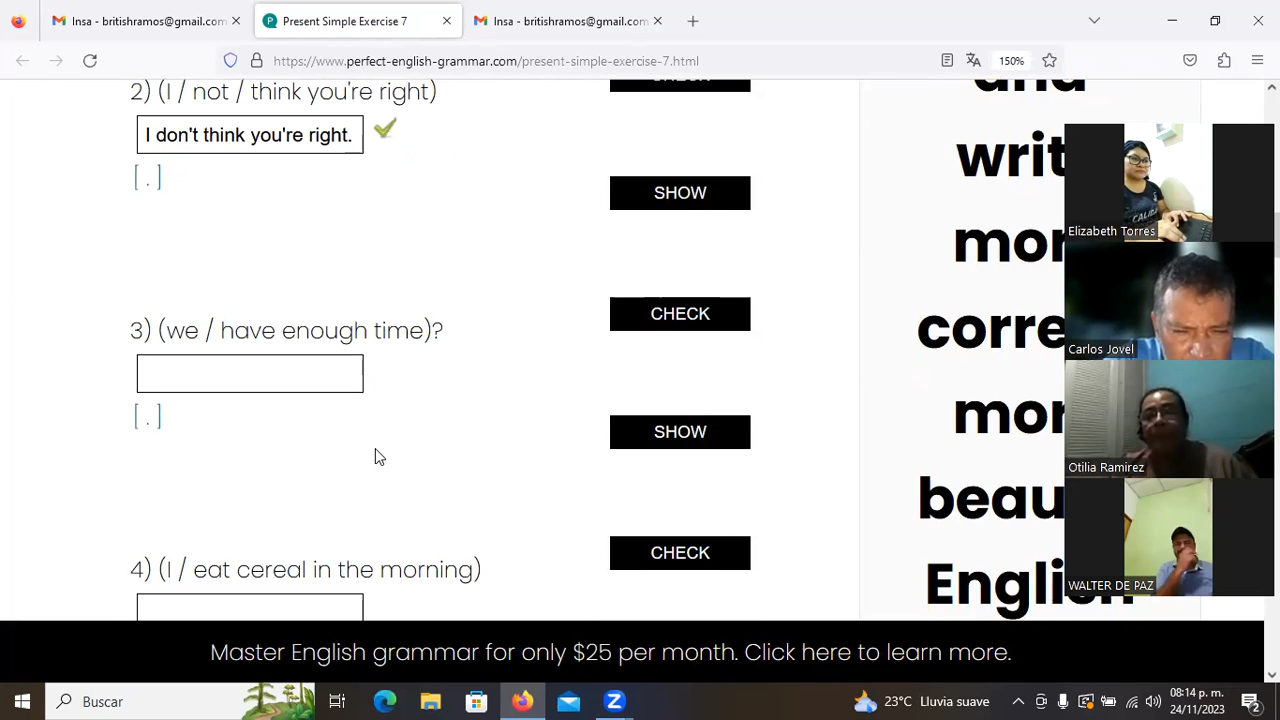 Insa - britishramos@gmail.com
Present Simple Exercise 7
Insa - britishramos@gmail.com
https://www.perfect-english-grammar.com/present-simple-exercise-7.html
150%
2) (I / not / think you're right)
I don't think you're right.
[ . ]
SHOW
3) (we / have enough time)?
CHECK
[ . ]
SHOW
4) (I / eat cereal in the morning)
CHECK
and
writ
mor
corre
mor
beau
English
Elizabeth Torres
Carlos Jovel
Otilia Ramirez
WALTER DE PAZ
Master English grammar for only $25 per month. Click here to learn more.
Buscar
23°C Lluvia suave
08:14 p. m.
24/11/2023
2